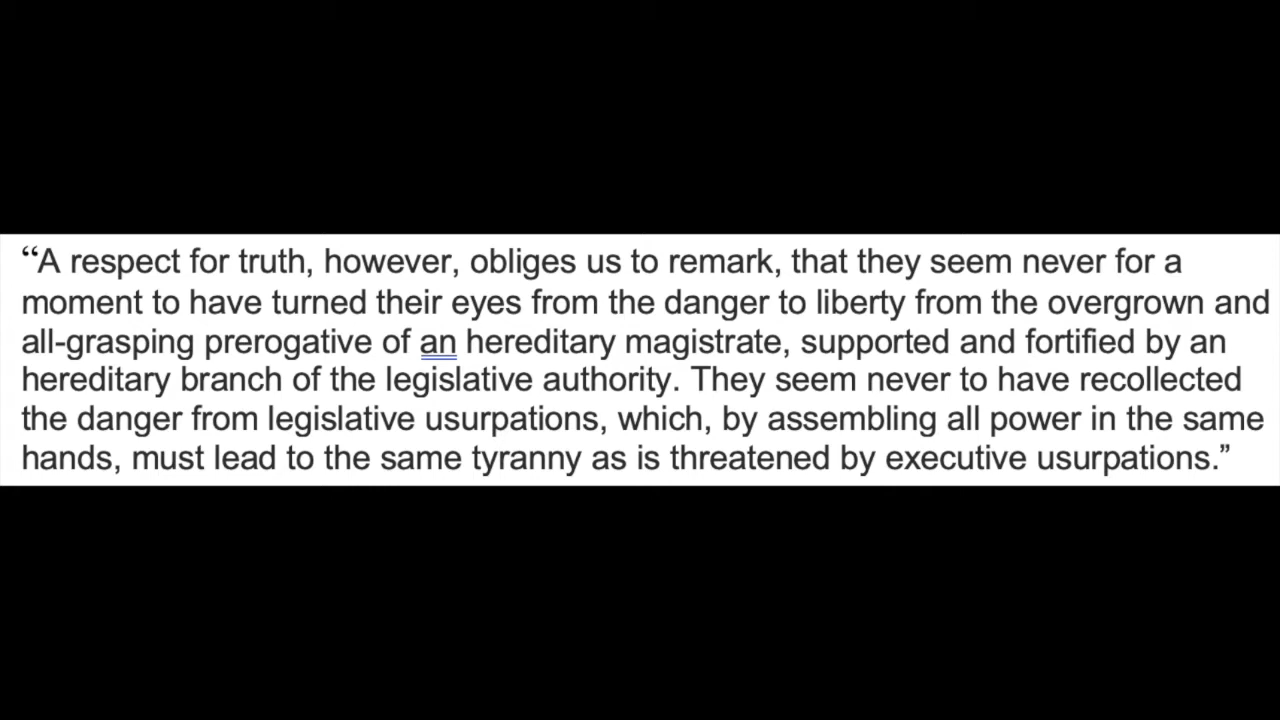 “A respect for truth, however, obliges us to remark, that they seem never for a
moment to have turned their eyes from the danger to liberty from the overgrown and
all-grasping prerogative of an hereditary magistrate, supported and fortified by an
hereditary branch of the legislative authority. They seem never to have recollected
the danger from legislative usurpations, which, by assembling all power in the same
hands, must lead to the same tyranny as is threatened by executive usurpations.”